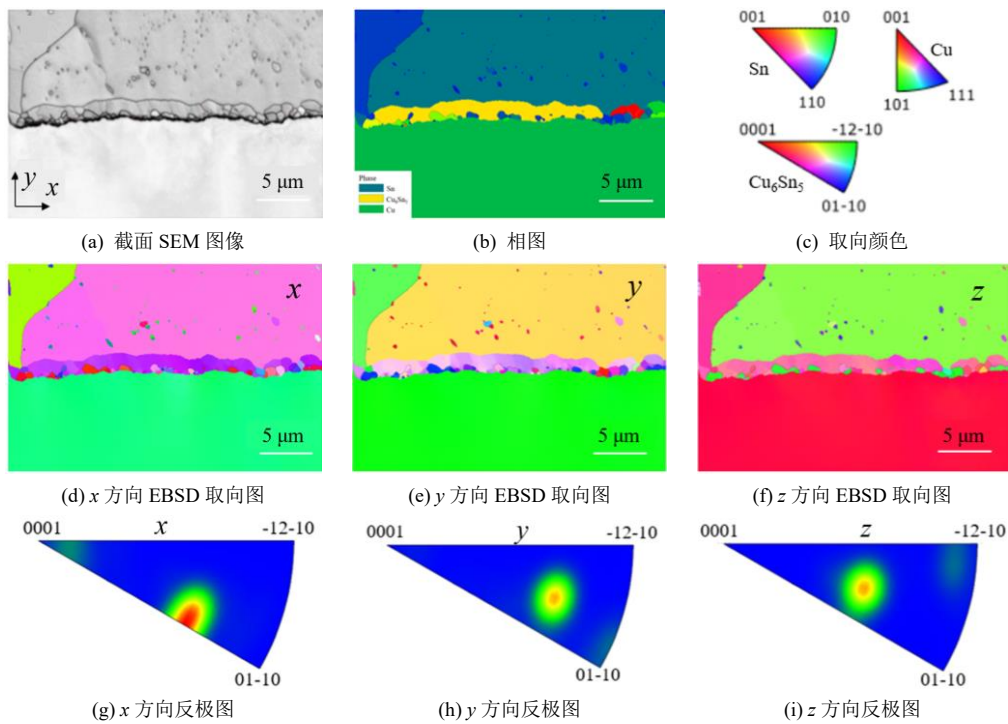 y
x
5 μm
Phase
Sn
Cu6Sn5
Cu
5 μm
001
010
Sn
110
001
Cu
101
111
0001
-12-10
Cu₆Sn₅
01-10
(a) 截面 SEM 图像
(b) 相图
(c) 取向颜色
x
5 μm
y
5 μm
z
5 μm
(d) x 方向 EBSD 取向图
(e) y 方向 EBSD 取向图
(f) z 方向 EBSD 取向图
0001
x
-12-10
01-10
0001
y
-12-10
01-10
0001
z
-12-10
01-10
(g) x 方向反极图
(h) y 方向反极图
(i) z 方向反极图